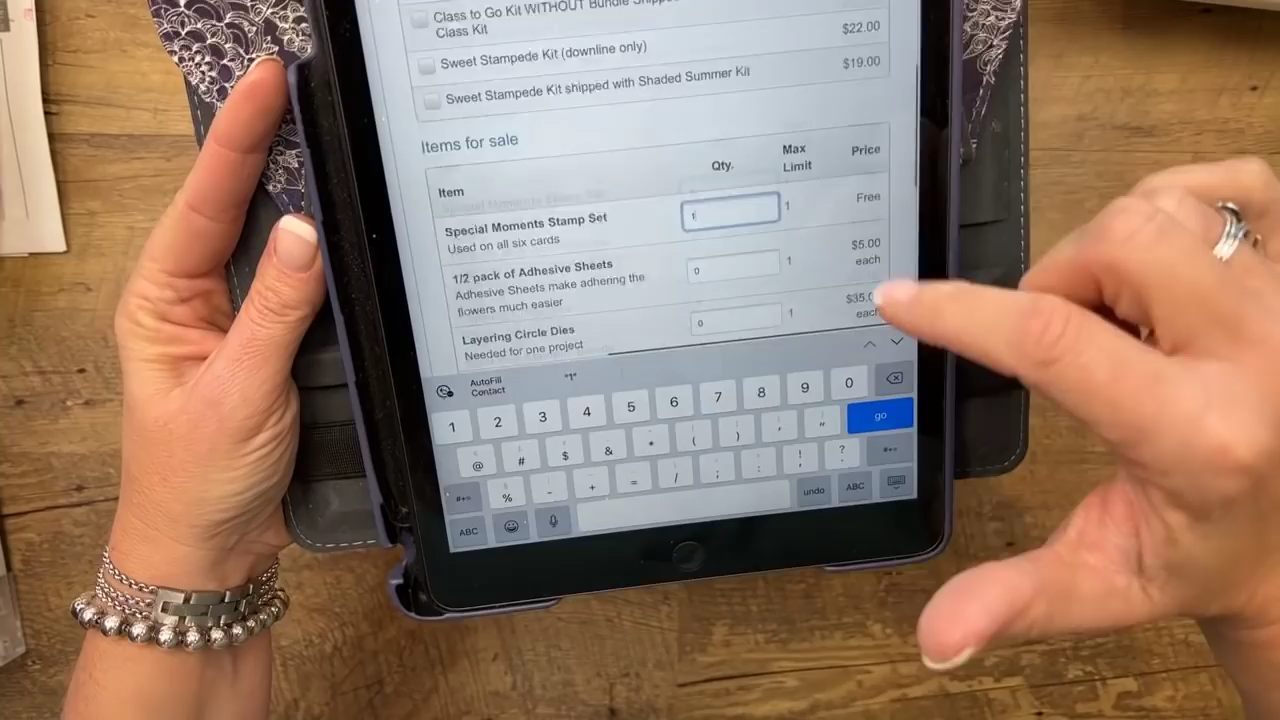 Class to Go Kit WITHOUT Bundle Shipped
Class Kit
Sweet Stampede Kit (downline only) $22.00
Sweet Stampede Kit shipped with Shaded Summer Kit $19.00
Items for sale
Item Qty. Max Limit Price
Special Moments Stamp Set 1 1 Free
Used on all six cards
1/2 pack of Adhesive Sheets 0 1 $5.00 each
Adhesive Sheets make adhering the
flowers much easier
Layering Circle Dies 0 1 $35.0 each
Needed for one project
AutoFill
Contact
"1"
1 2 3 4 5 6 7 8 9 0
@ # $ & * ( ) ' " go
#+= % - + = / ; : ! , ? . #+=
ABC undo ABC